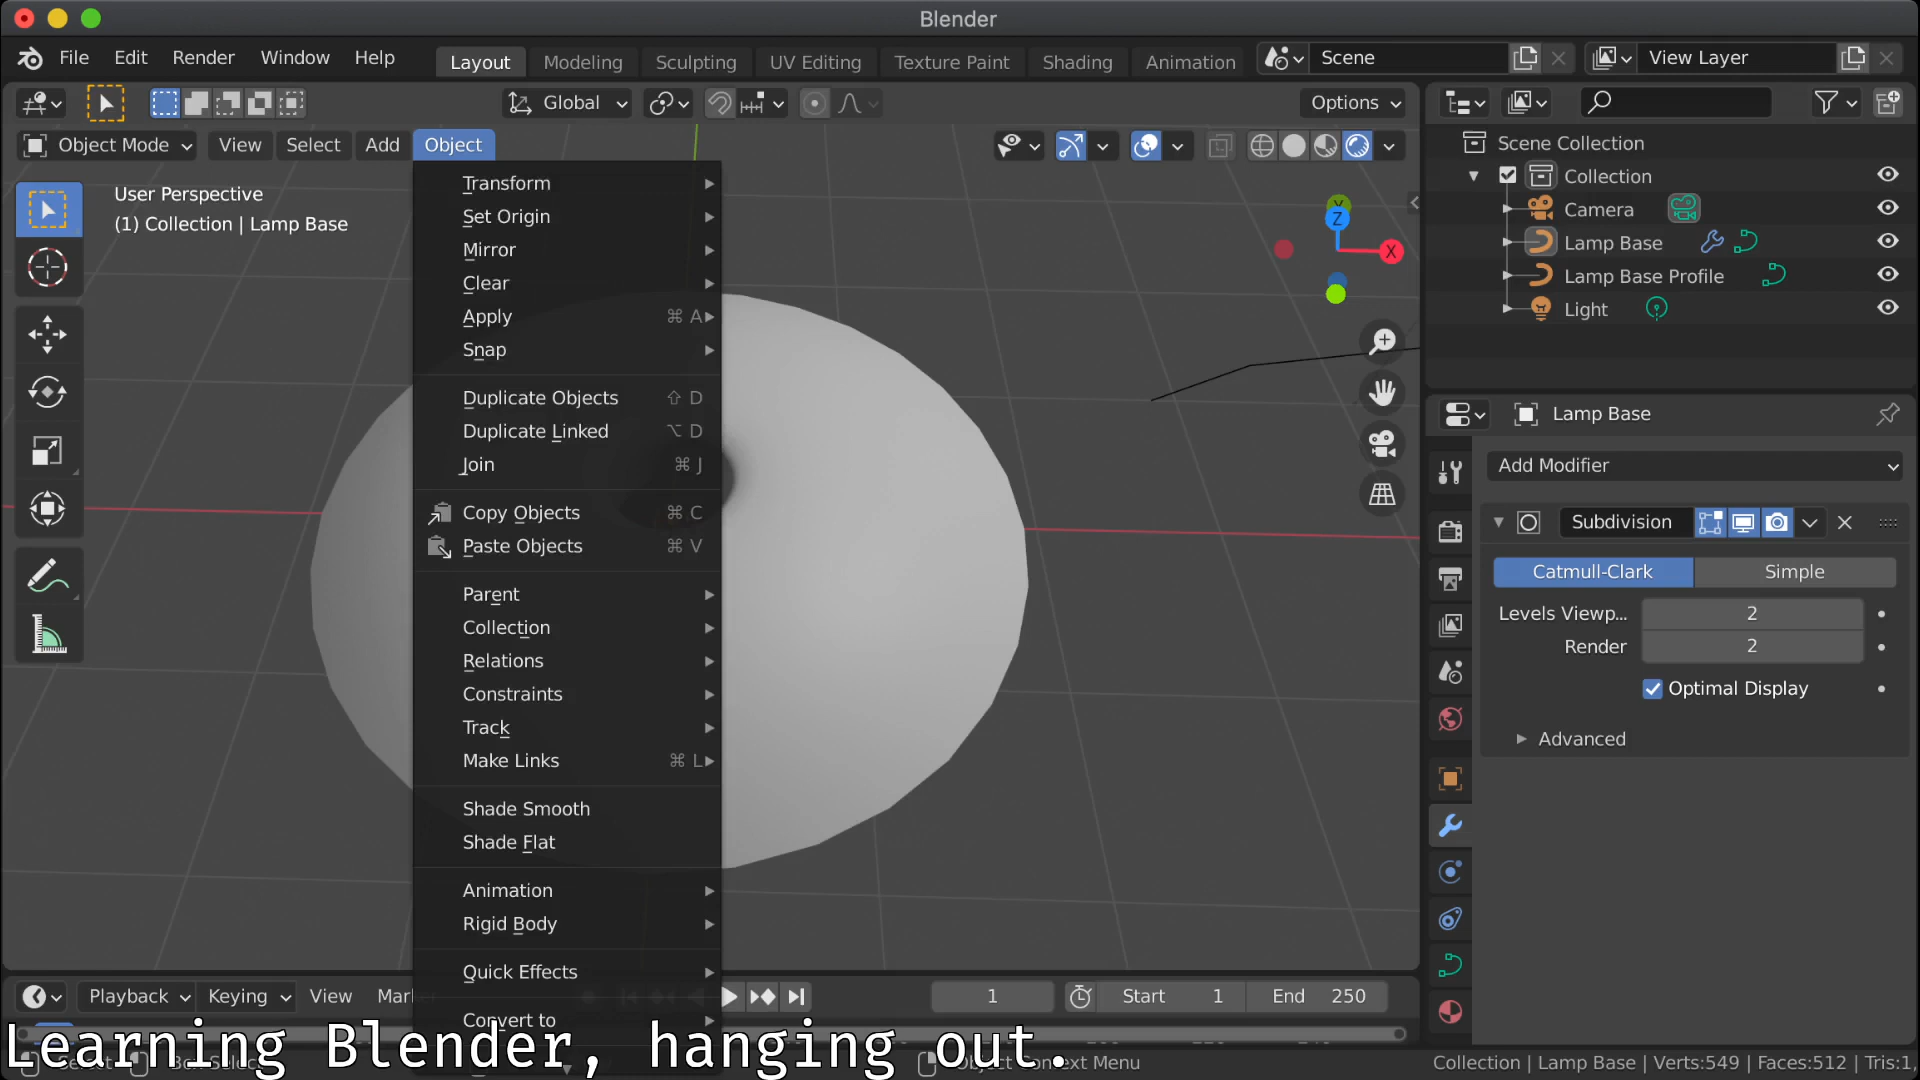 Blender
File Edit Render Window Help
Layout Modeling Sculpting UV Editing Texture Paint Shading Animation
Scene
View Layer
Global
Options
Object Mode View Select Add Object
User Perspective
(1) Collection | Lamp Base
Transform
Set Origin
Mirror
Clear
Apply ⌘ A
Snap
Duplicate Objects ⇧ D
Duplicate Linked ⌥ D
Join ⌘ J
Copy Objects ⌘ C
Paste Objects ⌘ V
Parent
Collection
Relations
Constraints
Track
Make Links ⌘ L
Shade Smooth
Shade Flat
Animation
Rigid Body
Quick Effects
Convert to
Y
Z
X
Scene Collection
Collection
Camera
Lamp Base
Lamp Base Profile
Light
Lamp Base
Add Modifier
Subdivision
Catmull-Clark Simple
Levels Viewp... 2
Render 2
Optimal Display
Advanced
Playback Keying View Mar
1 Start 1 End 250
Learning Blender, hanging out.
Context Menu
Collection | Lamp Base | Verts:549 | Faces:512 | Tris:1,